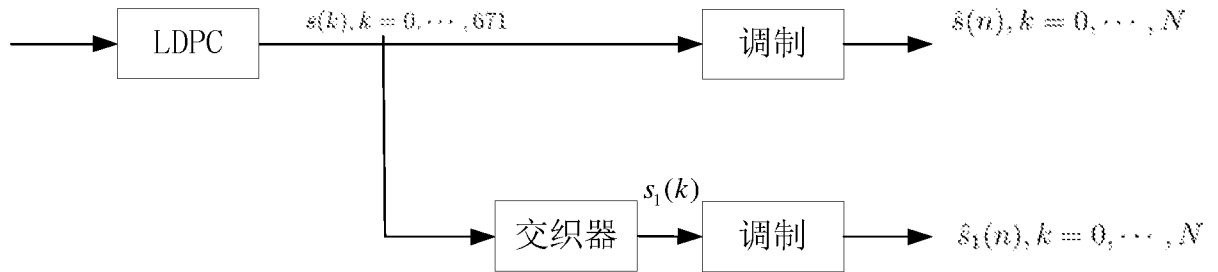 LDPC
s(k), k = 0, ⋯, 671
调制
ŝ(n), k = 0, ⋯, N
s₁(k)
交织器
调制
ŝ₁(n), k = 0, ⋯, N